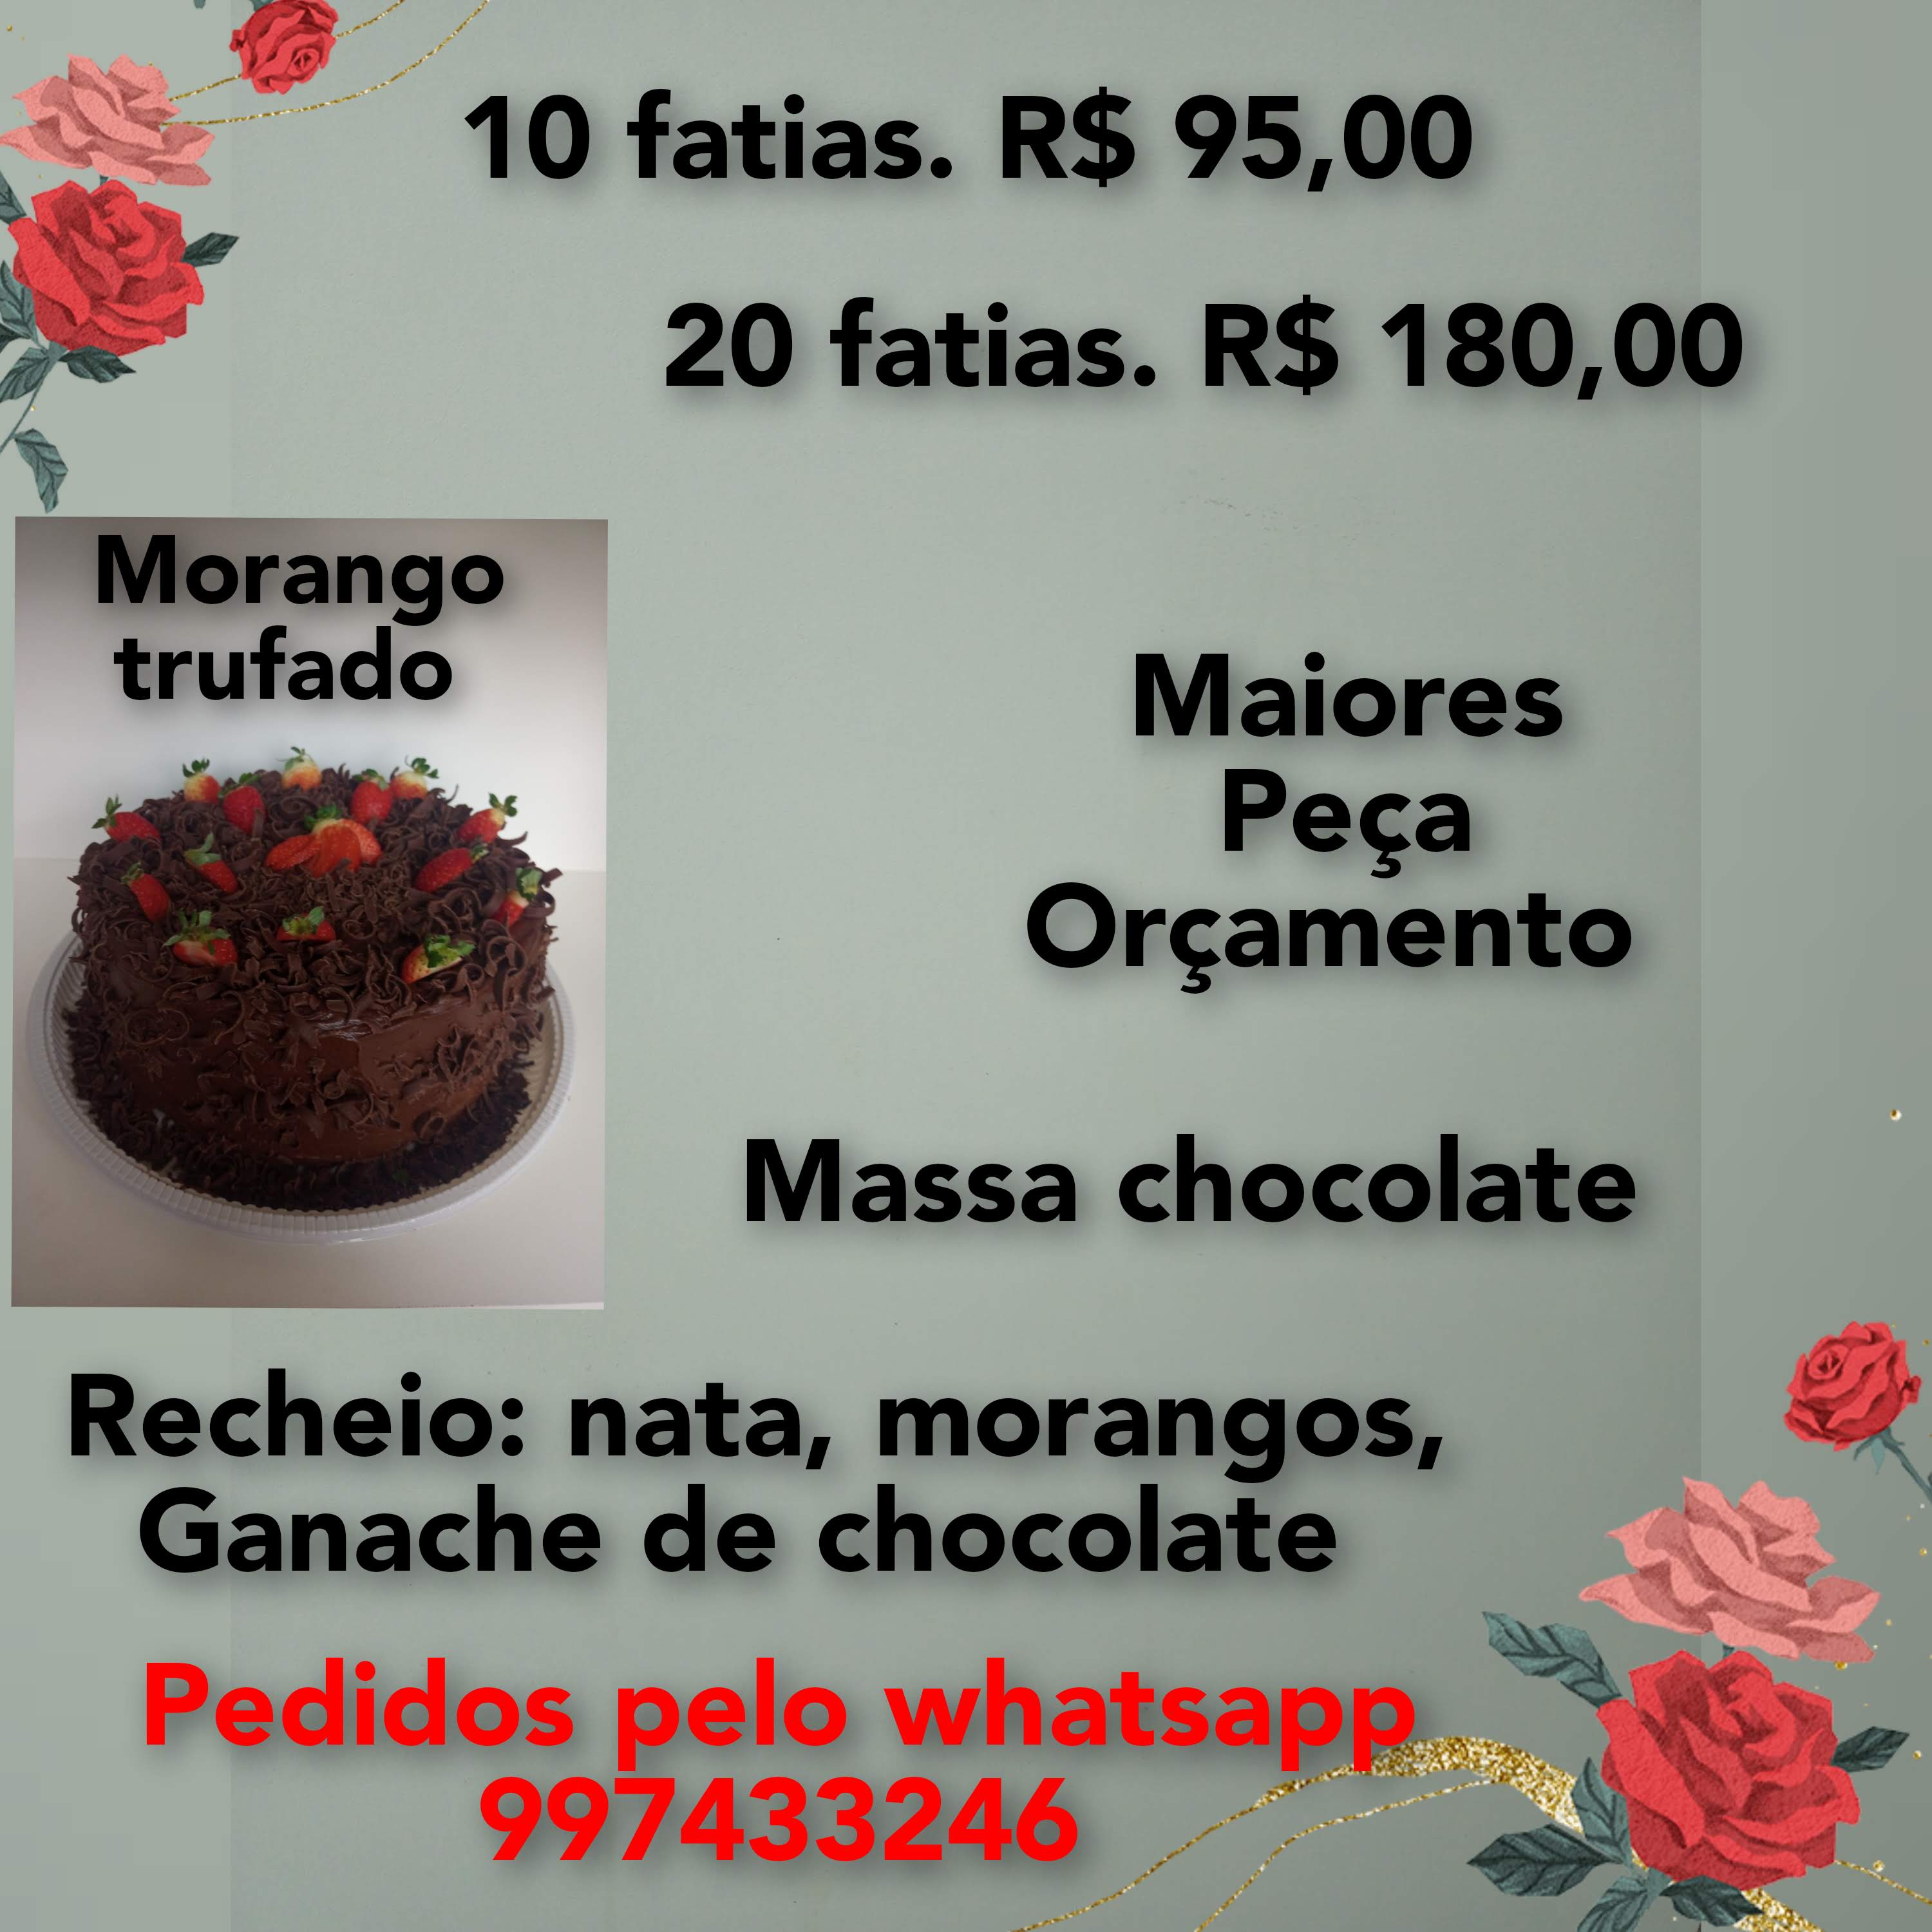 10 fatias. R$ 95,00
20 fatias. R$ 180,00
Morango
trufado
Maiores
Peça
Orçamento
Massa chocolate
Recheio: nata, morangos,
Ganache de chocolate
Pedidos pelo whatsapp
997433246